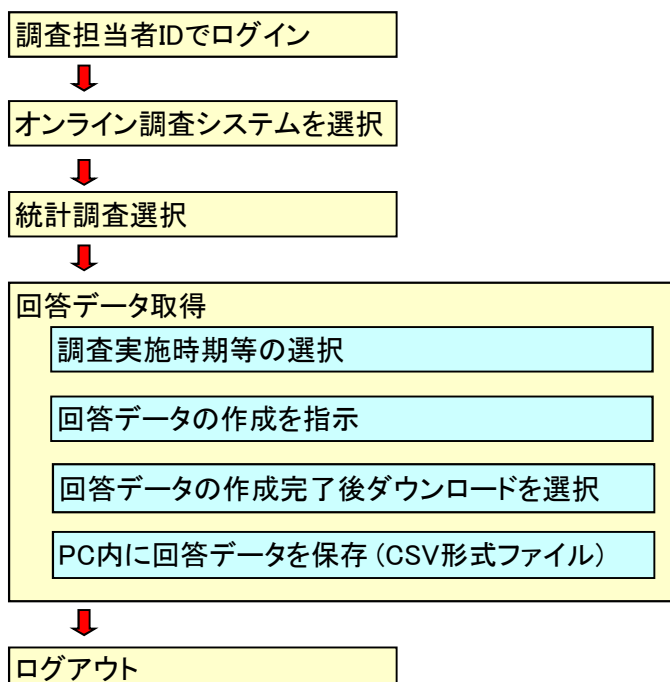 調査担当者IDでログイン
オンライン調査システムを選択
統計調査選択
回答データ取得
調査実施時期等の選択
回答データの作成を指示
回答データの作成完了後ダウンロードを選択
PC内に回答データを保存 (CSV形式ファイル)
ログアウト